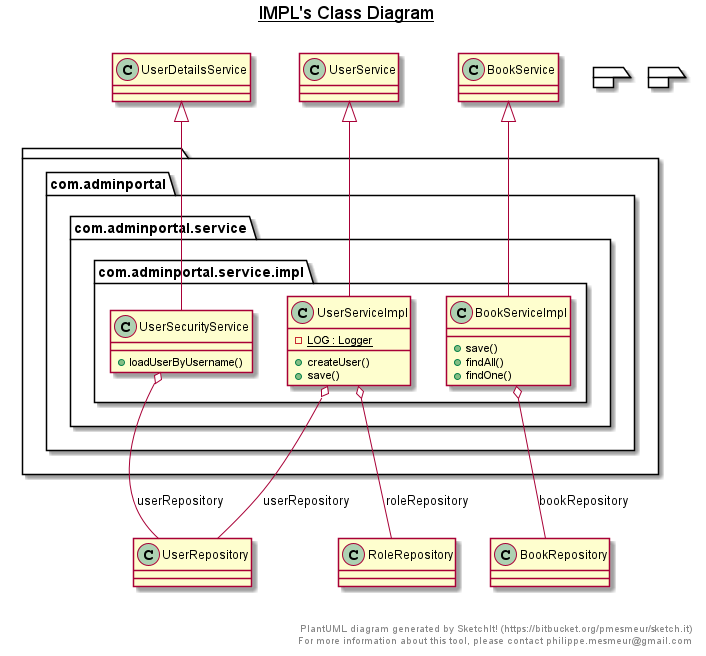 IMPL's Class Diagram
C UserDetailsService
C UserService
C BookService
com.adminportal
com.adminportal.service
com.adminportal.service.impl
C UserSecurityService
loadUserByUsername()
C UserServiceImpl
LOG : Logger
createUser()
save()
C BookServiceImpl
save()
findAll()
findOne()
userRepository
userRepository
roleRepository
bookRepository
C UserRepository
C RoleRepository
C BookRepository
PlantUML diagram generated by SketchIt! (https://bitbucket.org/pmesmeur/sketch.it)
For more information about this tool, please contact philippe.mesmeur@gmail.com